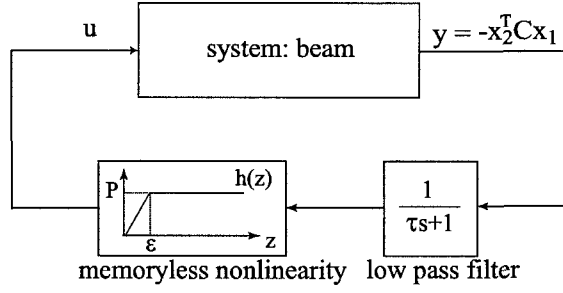 u
system: beam
y = -x₂ᵀCx₁
P
h(z)
ε
z
1
τs+1
memoryless nonlinearity
low pass filter